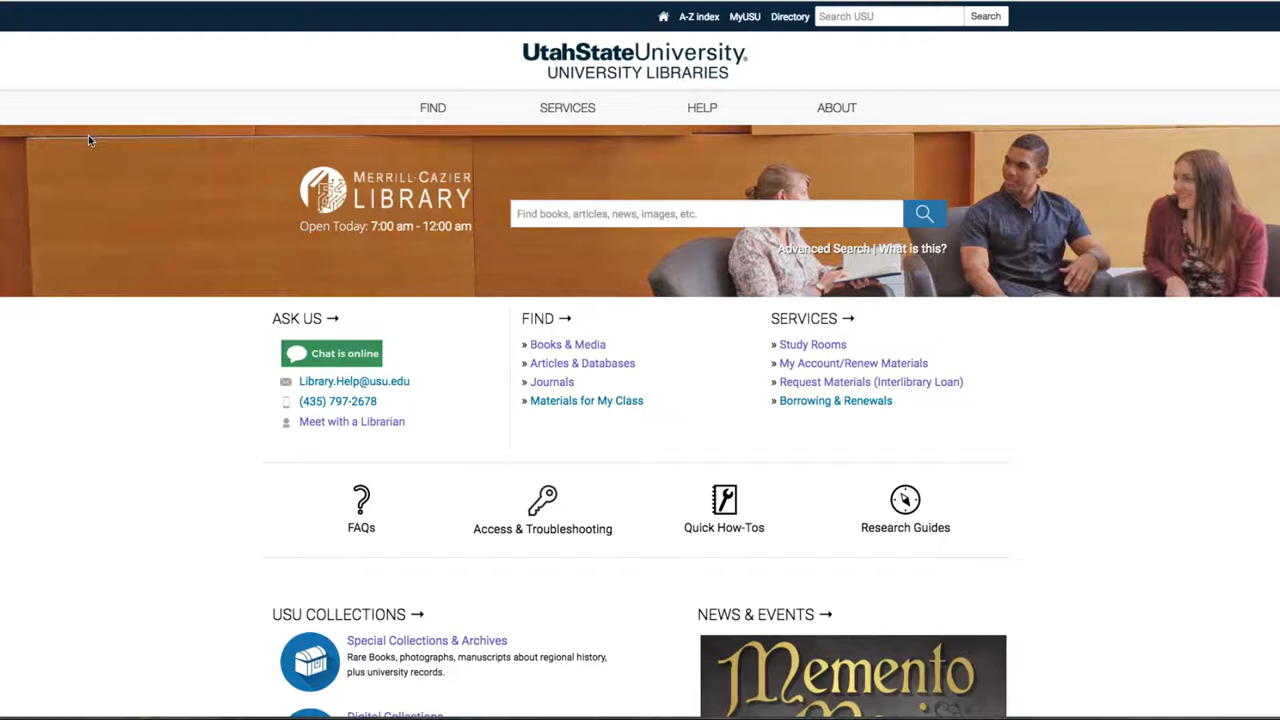 A-Z index MyUSU Directory Search USU Search
UtahStateUniversity®
UNIVERSITY LIBRARIES
FIND SERVICES HELP ABOUT
MERRILL-CAZIER
LIBRARY
Open Today: 7:00 am - 12:00 am
Find books, articles, news, images, etc.
Advanced Search | What is this?
ASK US →
Chat is online
Library.Help@usu.edu
(435) 797-2678
Meet with a Librarian
FIND →
» Books & Media
» Articles & Databases
» Journals
» Materials for My Class
SERVICES →
» Study Rooms
» My Account/Renew Materials
» Request Materials (Interlibrary Loan)
» Borrowing & Renewals
FAQs
Access & Troubleshooting
Quick How-Tos
Research Guides
USU COLLECTIONS →
Special Collections & Archives
Rare Books, photographs, manuscripts about regional history,
plus university records.
Digital Collections
NEWS & EVENTS →
Memento